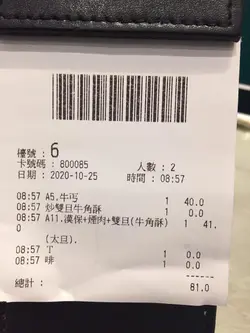 檯號: 6
卡號碼 : 800085 人數 : 2
日期 : 2020-10-25 時間 : 08:57
08:57 A5.牛丐 1 40.0
08:57 炒雙旦牛角酥 1 0.0
08:57 A11.漠保+煙肉+雙旦(牛角酥) 1 41.
0
(太旦).
08:57 T 1 0.0
08:57 啡 1 0.0
總計 : 81.0